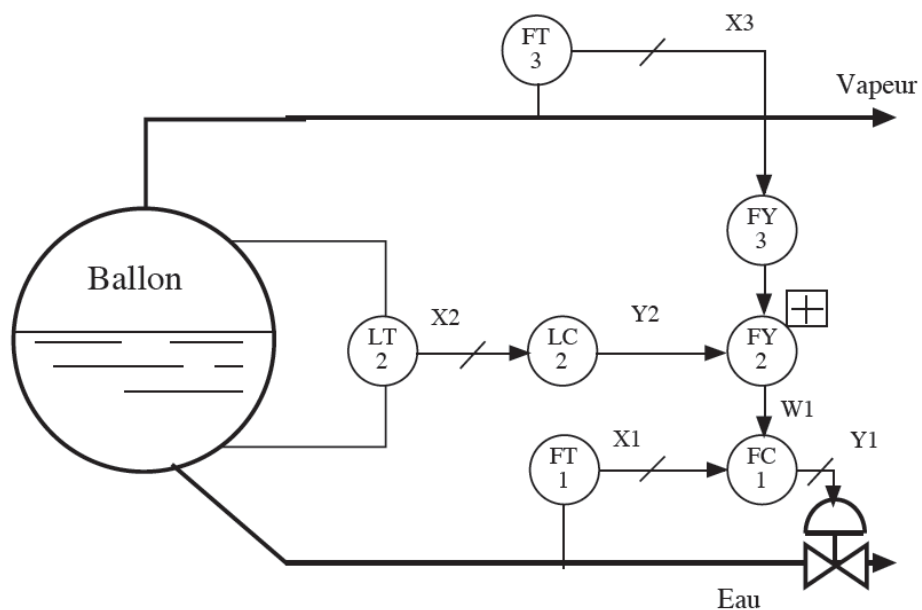 FT
3
X3
Vapeur
FY
3
Ballon
LT
2
X2
LC
2
Y2
FY
2
W1
FT
1
X1
FC
1
Y1
Eau